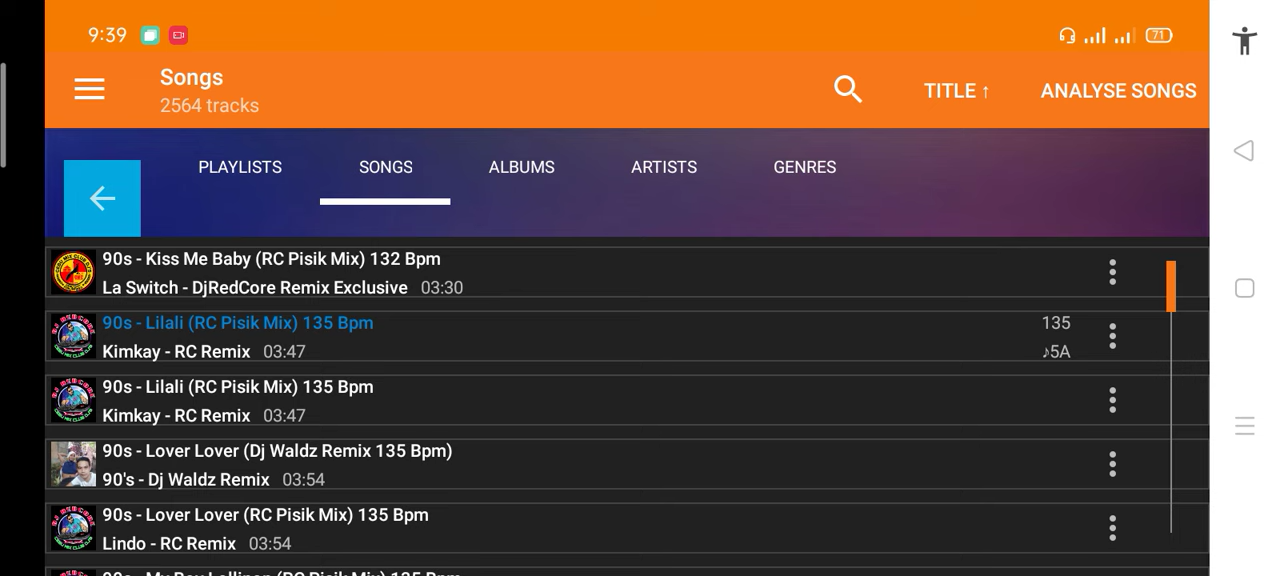 9:39
71
Songs
2564 tracks
TITLE ↑
ANALYSE SONGS
PLAYLISTS
SONGS
ALBUMS
ARTISTS
GENRES
90s - Kiss Me Baby (RC Pisik Mix) 132 Bpm
La Switch - DjRedCore Remix Exclusive 03:30
90s - Lilali (RC Pisik Mix) 135 Bpm
135
Kimkay - RC Remix 03:47
♪5A
90s - Lilali (RC Pisik Mix) 135 Bpm
Kimkay - RC Remix 03:47
90s - Lover Lover (Dj Waldz Remix 135 Bpm)
90's - Dj Waldz Remix 03:54
90s - Lover Lover (RC Pisik Mix) 135 Bpm
Lindo - RC Remix 03:54